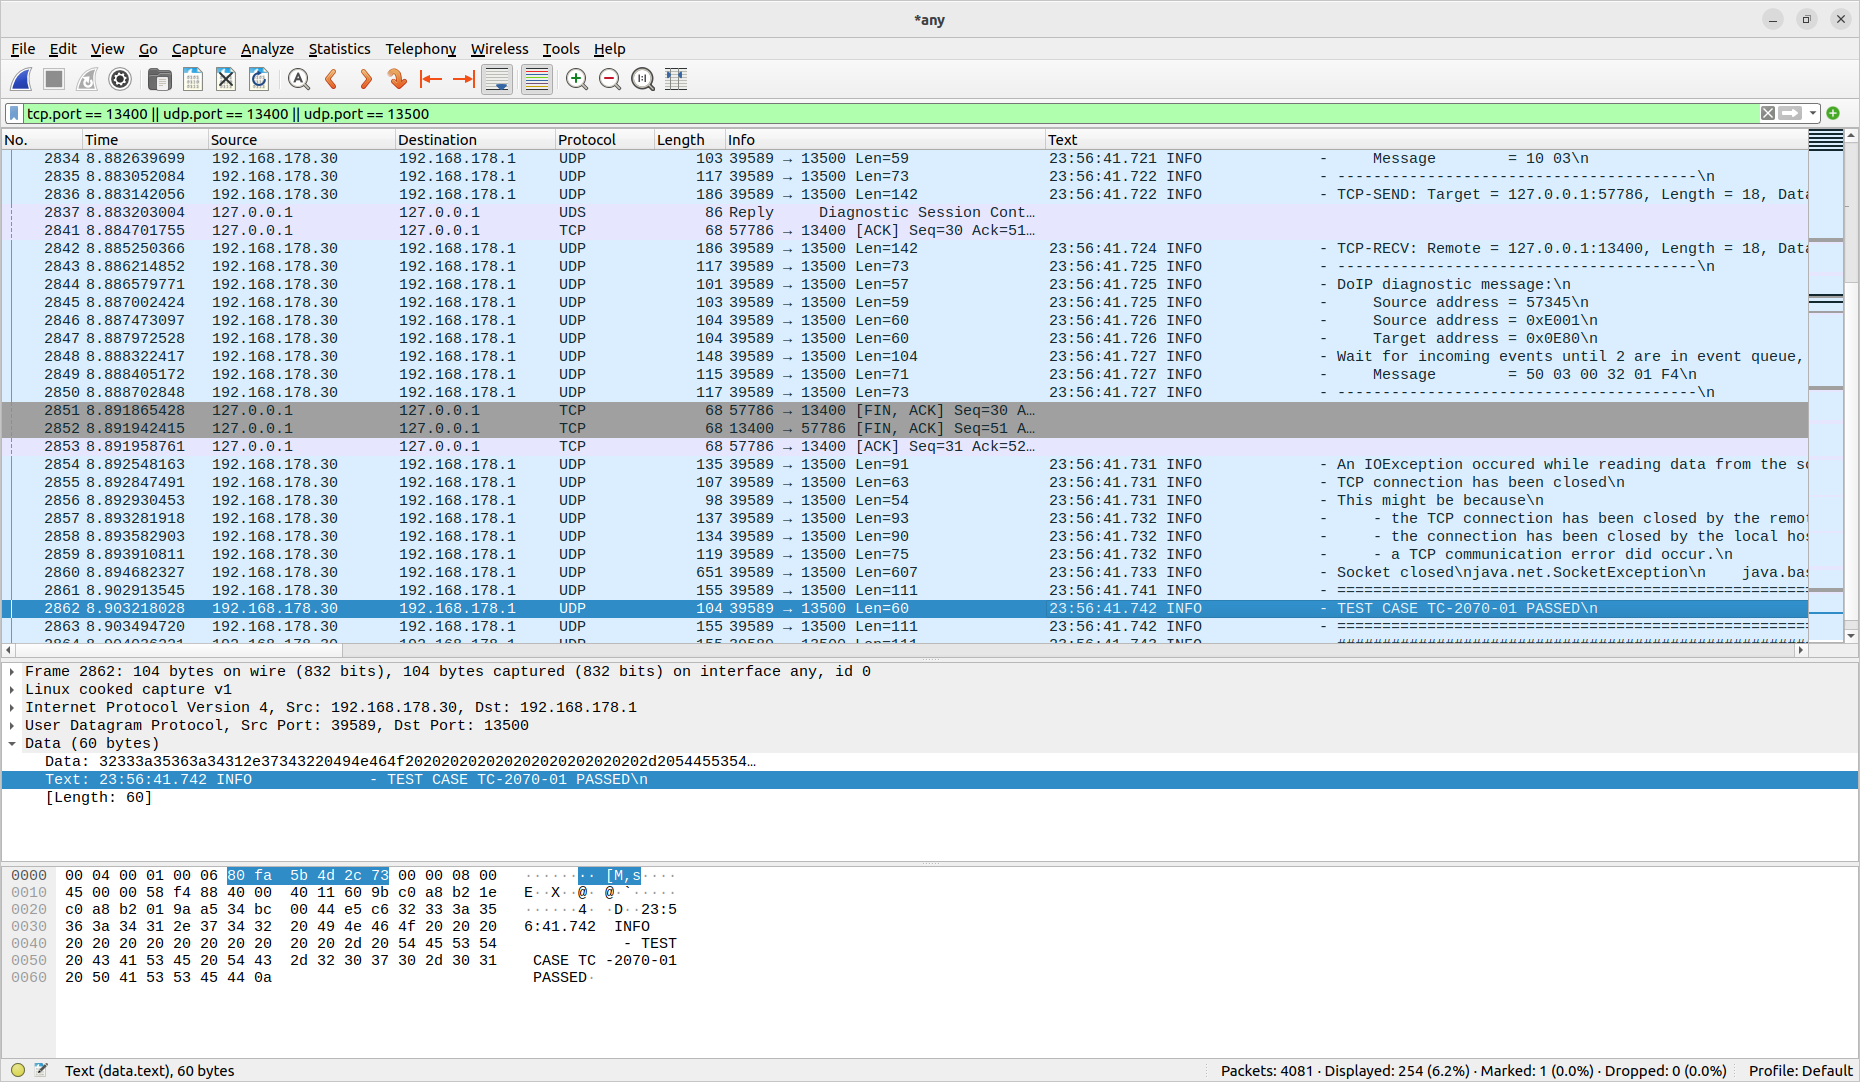 *any
File Edit View Go Capture Analyze Statistics Telephony Wireless Tools Help
tcp.port == 13400 || udp.port == 13400 || udp.port == 13500
No. Time Source Destination Protocol Length Info Text
2834 8.882639699 192.168.178.30 192.168.178.1 UDP 103 39589 → 13500 Len=59 23:56:41.721 INFO - Message = 10 03\n
2835 8.883052084 192.168.178.30 192.168.178.1 UDP 117 39589 → 13500 Len=73 23:56:41.722 INFO - ----------------------------------------\n
2836 8.883142056 192.168.178.30 192.168.178.1 UDP 186 39589 → 13500 Len=142 23:56:41.722 INFO - TCP-SEND: Target = 127.0.0.1:57786, Length = 18, Data
2837 8.883203004 127.0.0.1 127.0.0.1 UDS 86 Reply Diagnostic Session Cont…
2841 8.884701755 127.0.0.1 127.0.0.1 TCP 68 57786 → 13400 [ACK] Seq=30 Ack=51…
2842 8.885250366 192.168.178.30 192.168.178.1 UDP 186 39589 → 13500 Len=142 23:56:41.724 INFO - TCP-RECV: Remote = 127.0.0.1:13400, Length = 18, Data
2843 8.886214852 192.168.178.30 192.168.178.1 UDP 117 39589 → 13500 Len=73 23:56:41.725 INFO - ----------------------------------------\n
2844 8.886579771 192.168.178.30 192.168.178.1 UDP 101 39589 → 13500 Len=57 23:56:41.725 INFO - DoIP diagnostic message:\n
2845 8.887002424 192.168.178.30 192.168.178.1 UDP 103 39589 → 13500 Len=59 23:56:41.725 INFO - Source address = 57345\n
2846 8.887473097 192.168.178.30 192.168.178.1 UDP 104 39589 → 13500 Len=60 23:56:41.726 INFO - Source address = 0xE001\n
2847 8.887972528 192.168.178.30 192.168.178.1 UDP 104 39589 → 13500 Len=60 23:56:41.726 INFO - Target address = 0x0E80\n
2848 8.888322417 192.168.178.30 192.168.178.1 UDP 148 39589 → 13500 Len=104 23:56:41.727 INFO - Wait for incoming events until 2 are in event queue,
2849 8.888405172 192.168.178.30 192.168.178.1 UDP 115 39589 → 13500 Len=71 23:56:41.727 INFO - Message = 50 03 00 32 01 F4\n
2850 8.888702848 192.168.178.30 192.168.178.1 UDP 117 39589 → 13500 Len=73 23:56:41.727 INFO - ----------------------------------------\n
2851 8.891865428 127.0.0.1 127.0.0.1 TCP 68 57786 → 13400 [FIN, ACK] Seq=30 A…
2852 8.891942415 127.0.0.1 127.0.0.1 TCP 68 13400 → 57786 [FIN, ACK] Seq=51 A…
2853 8.891958761 127.0.0.1 127.0.0.1 TCP 68 57786 → 13400 [ACK] Seq=31 Ack=52…
2854 8.892548163 192.168.178.30 192.168.178.1 UDP 135 39589 → 13500 Len=91 23:56:41.731 INFO - An IOException occured while reading data from the
2855 8.892847491 192.168.178.30 192.168.178.1 UDP 107 39589 → 13500 Len=63 23:56:41.731 INFO - TCP connection has been closed\n
2856 8.892930453 192.168.178.30 192.168.178.1 UDP 98 39589 → 13500 Len=54 23:56:41.731 INFO - This might be because\n
2857 8.893281918 192.168.178.30 192.168.178.1 UDP 137 39589 → 13500 Len=93 23:56:41.732 INFO - - the TCP connection has been closed by the remo
2858 8.893582903 192.168.178.30 192.168.178.1 UDP 134 39589 → 13500 Len=90 23:56:41.732 INFO - - the connection has been closed by the local ho
2859 8.893910811 192.168.178.30 192.168.178.1 UDP 119 39589 → 13500 Len=75 23:56:41.732 INFO - - a TCP communication error did occur.\n
2860 8.894682327 192.168.178.30 192.168.178.1 UDP 651 39589 → 13500 Len=607 23:56:41.733 INFO - Socket closed\njava.net.SocketException\n java.bas
2861 8.902913545 192.168.178.30 192.168.178.1 UDP 155 39589 → 13500 Len=111 23:56:41.741 INFO - ====================================================
2862 8.903218028 192.168.178.30 192.168.178.1 UDP 104 39589 → 13500 Len=60 23:56:41.742 INFO - TEST CASE TC-2070-01 PASSED\n
2863 8.903494720 192.168.178.30 192.168.178.1 UDP 155 39589 → 13500 Len=111 23:56:41.742 INFO - ====================================================
Frame 2862: 104 bytes on wire (832 bits), 104 bytes captured (832 bits) on interface any, id 0
Linux cooked capture v1
Internet Protocol Version 4, Src: 192.168.178.30, Dst: 192.168.178.1
User Datagram Protocol, Src Port: 39589, Dst Port: 13500
Data (60 bytes)
Data: 32333a35363a34312e37343220494e464f2020202020202020202020202d2054455354…
Text: 23:56:41.742 INFO - TEST CASE TC-2070-01 PASSED\n
[Length: 60]
0000 00 04 00 01 00 06 80 fa 5b 4d 2c 73 00 00 08 00 ········ [M,s····
0010 45 00 00 58 f4 88 40 00 40 11 60 9b c0 a8 b2 1e E··X··@· @·`·····
0020 c0 a8 b2 01 9a a5 34 bc 00 44 e5 c6 32 33 3a 35 ······4· ·D··23:5
0030 36 3a 34 31 2e 37 34 32 20 49 4e 46 4f 20 20 20 6:41.742 INFO
0040 20 20 20 20 20 20 20 20 20 20 2d 20 54 45 53 54 - TEST
0050 20 43 41 53 45 20 54 43 2d 32 30 37 30 2d 30 31 CASE TC -2070-01
0060 20 50 41 53 53 45 44 0a PASSED·
Text (data.text), 60 bytes Packets: 4081 · Displayed: 254 (6.2%) · Marked: 1 (0.0%) · Dropped: 0 (0.0%) Profile: Default